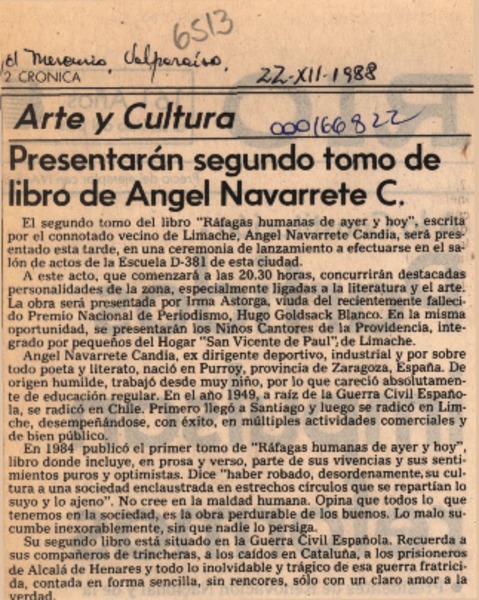 6513
El Mercurio, Valparaíso.
2 CRONICA
22-XII-1988
Arte y Cultura
000166822
Presentarán segundo tomo de
libro de Angel Navarrete C.
El segundo tomo del libro "Ráfagas humanas de ayer y hoy", escrita
por el connotado vecino de Limache, Angel Navarrete Candia, será pre-
sentado esta tarde, en una ceremonia de lanzamiento a efectuarse en el sa-
lón de actos de la Escuela D-381 de esta ciudad.
A este acto, que comenzará a las 20.30 horas, concurrirán destacadas
personalidades de la zona, especialmente ligadas a la literatura y el arte.
La obra será presentada por Irma Astorga, viuda del recientemente falleci-
do Premio Nacional de Periodismo, Hugo Goldsack Blanco. En la misma
oportunidad, se presentarán los Niños Cantores de la Providencia, inte-
grado por pequeños del Hogar "San Vicente de Paul", de Limache.
Angel Navarrete Candia, ex dirigente deportivo, industrial y por sobre
todo poeta y literato, nació en Purroy, provincia de Zaragoza, España. De
origen humilde, trabajó desde muy niño, por lo que careció absolutamen-
te de educación regular. En el año 1949, a raíz de la Guerra Civil Españo-
la, se radicó en Chile. Primero llegó a Santiago y luego se radicó en Lim-
che, desempeñándose, con éxito, en múltiples actividades comerciales y
de bien público.
En 1984 publicó el primer tomo de "Ráfagas humanas de ayer y hoy",
libro donde incluye, en prosa y verso, parte de sus vivencias y sus sent-
imientos puros y optimistas. Dice "haber robado, desordenamente, su cul-
tura a una sociedad enclaustrada en estrechos círculos que se repartían lo
suyo y lo ajeno". No cree en la maldad humana. Opina que todos lo que
tenemos en la sociedad, es la obra perdurable de los buenos. Lo malo su-
cumbe inexorablemente, sin que nadie lo persiga.
Su segundo libro está situado en la Guerra Civil Española. Recuerda a
sus compañeros de trincheras, a los caídos en Cataluña, a los prisioneros
de Alcalá de Henares y todo lo inolvidable y trágico de esa guerra fratrici-
da, contada en forma sencilla, sin rencores, sólo con un claro amor a la
verdad.